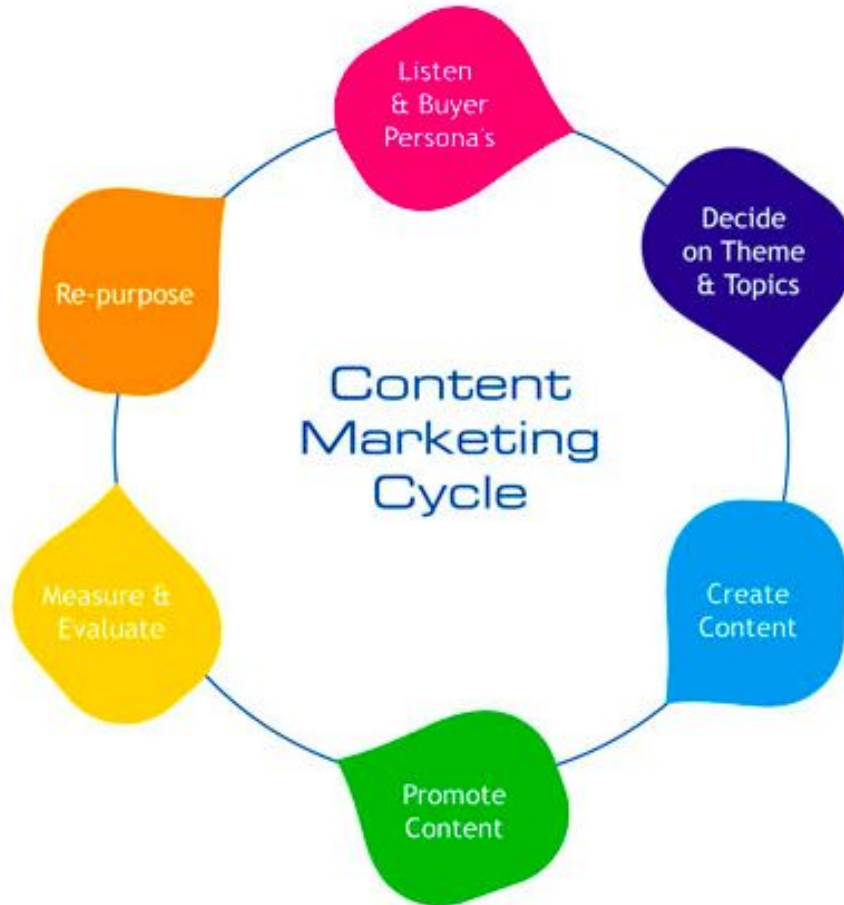 Listen
& Buyer
Persona's
Decide
on Theme
& Topics
Create
Content
Promote
Content
Measure &
Evaluate
Re-purpose
Content
Marketing
Cycle